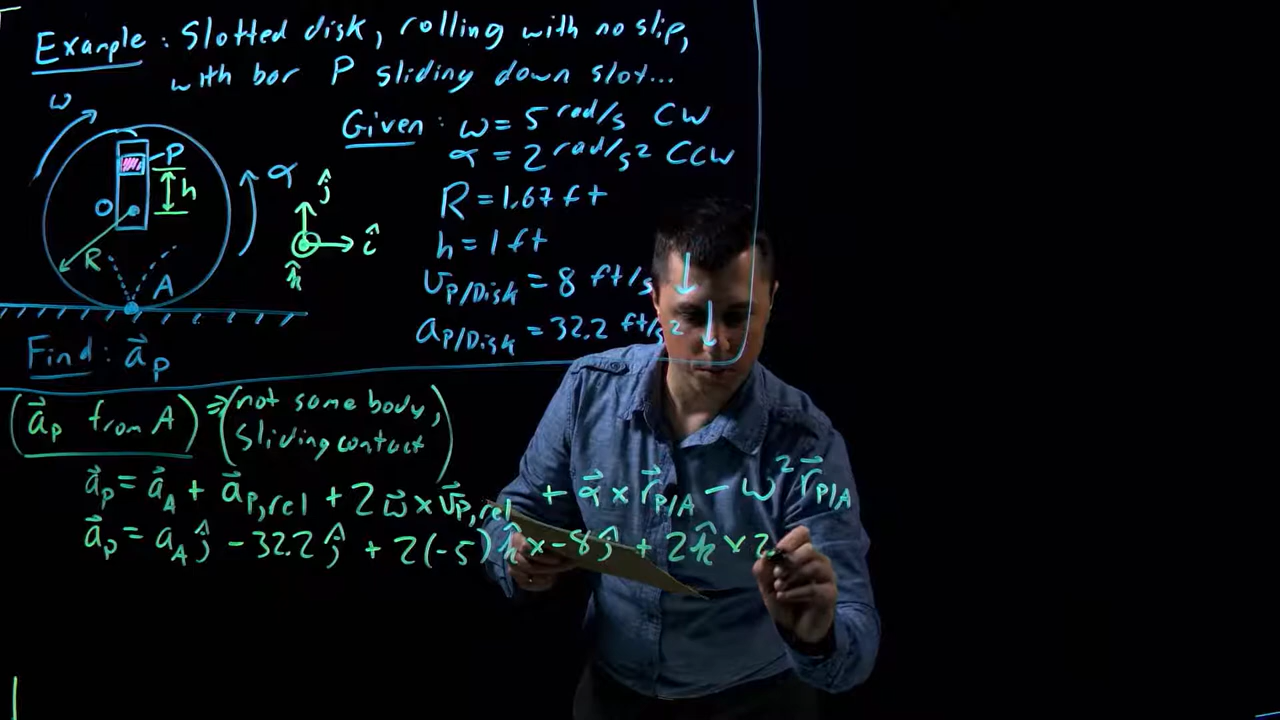 Example: Slotted disk, rolling with no slip,
with bar P sliding down slot...
ω
P
α
h
O
R
A
ĵ
î
k̂
Given: ω = 5 rad/s CW
α = 2 rad/s² CCW
R = 1.67 ft
h = 1 ft
υ_P/Disk = 8 ft/s ↓
a_P/Disk = 32.2 ft/s² ↓
Find: a⃗_P
(a⃗_P from A) ⇒ (not same body,
sliding contact)
a⃗_P = a⃗_A + a⃗_P,rel + 2 ω⃗ × υ⃗_P,rel + α⃗ × r⃗_P/A − ω² r⃗_P/A
a⃗_P = a_A ĵ − 32.2 ĵ + 2(−5) k̂ × −8 ĵ + 2 k̂ × 2.